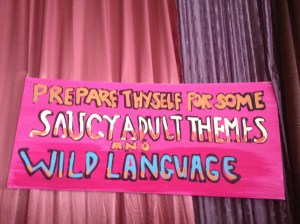 PREPARE THYSELF FOR SOME
SAUCY ADULT THEMES
AND
WILD LANGUAGE